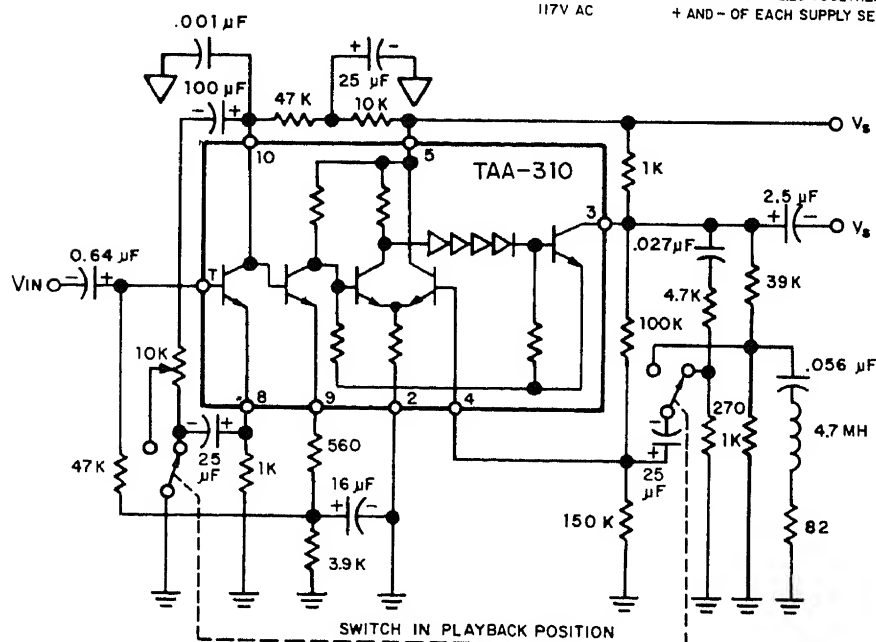 117V AC
+ AND - OF EACH SUPPLY SE
.001 µF
100 µF
+ -
25 µF
- +
47 K
10K
Vs
10
5
TAA-310
1K
2.5 µF
+ -
Vs
3
.027µF
39K
0.64 µF
VIN
- +
T
4.7K
100K
10K
.056 µF
8
9
2
4
270
1K
4.7 MH
- +
25 µF
47K
1K
560
16 µF
+ -
-
+
25 µF
150 K
82
3.9K
SWITCH IN PLAYBACK POSITION